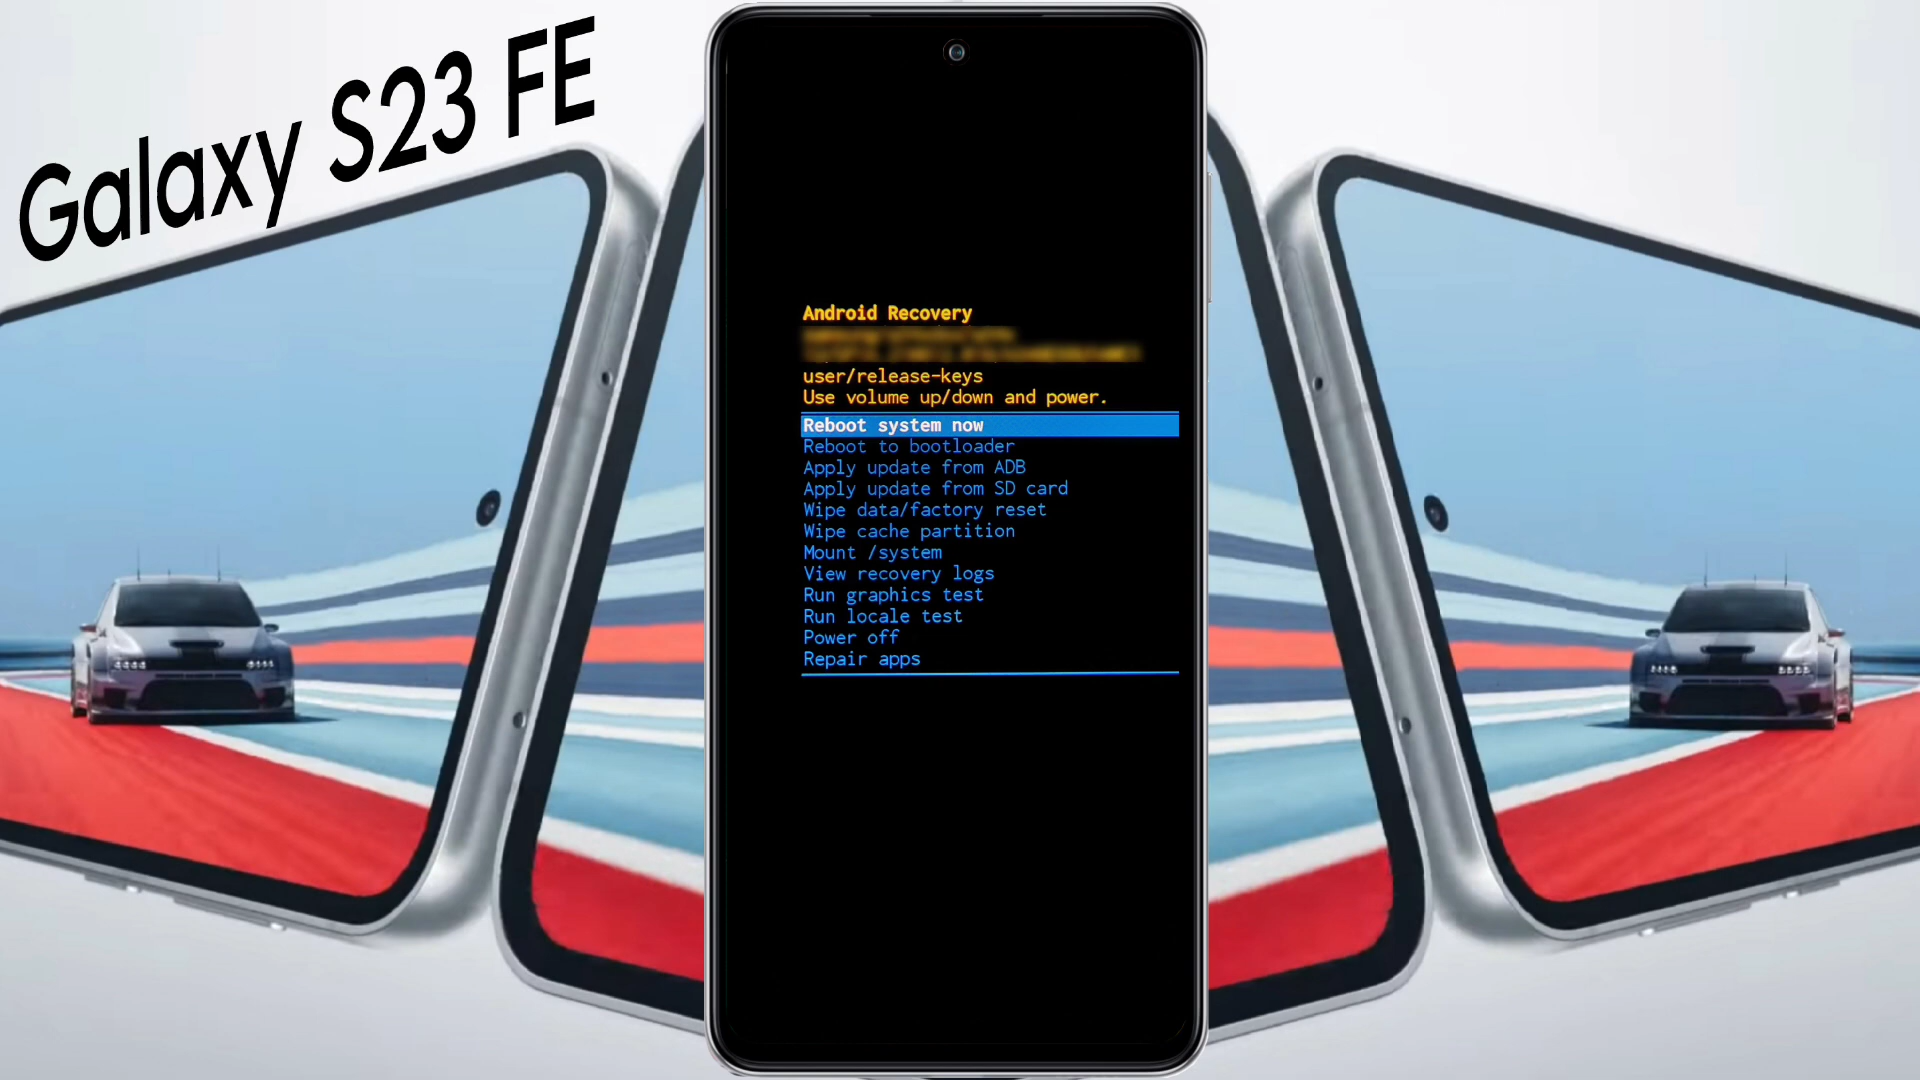 Galaxy S23 FE
Android Recovery
user/release-keys
Use volume up/down and power.
Reboot system now
Reboot to bootloader
Apply update from ADB
Apply update from SD card
Wipe data/factory reset
Wipe cache partition
Mount /system
View recovery logs
Run graphics test
Run locale test
Power off
Repair apps